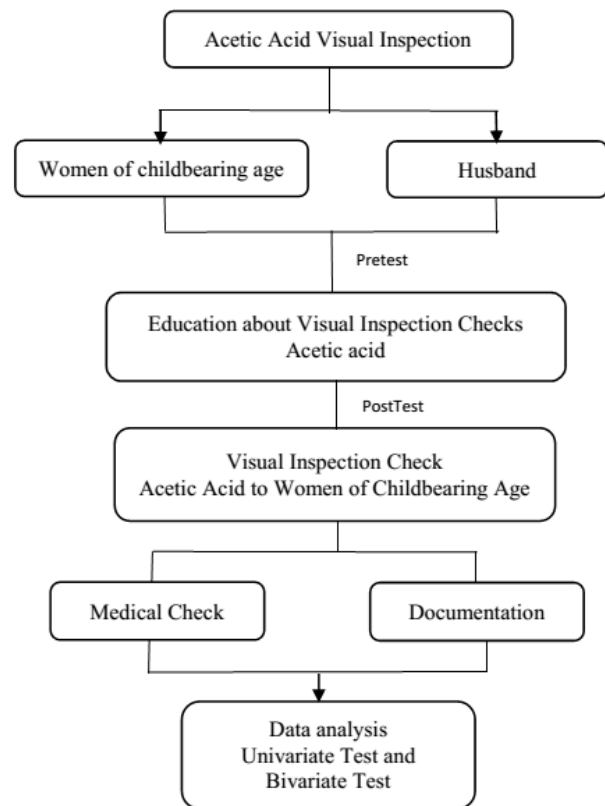 Acetic Acid Visual Inspection
Women of childbearing age
Husband
Pretest
Education about Visual Inspection Checks
Acetic acid
PostTest
Visual Inspection Check
Acetic Acid to Women of Childbearing Age
Medical Check
Documentation
Data analysis
Univariate Test and
Bivariate Test